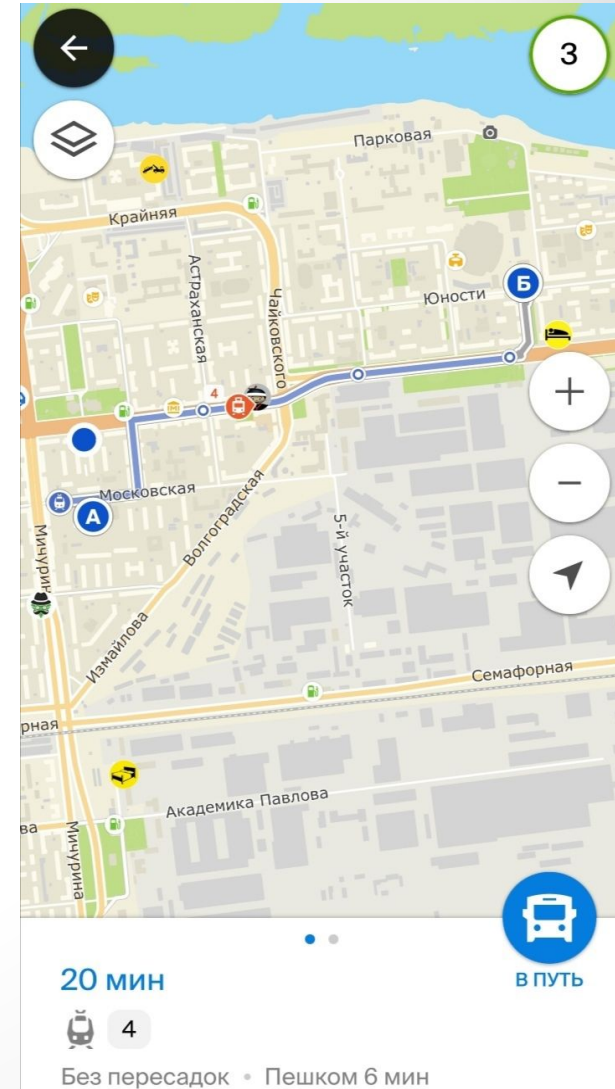 3
Парковая
Крайняя
Астраханская
Чайковского
Юности
Б
4
Московская
А
Волгоградская
5-й участок
Мичурин
Измайлова
Семафорная
рная
Академика Павлова
ва
Мичурина
В ПУТЬ
20 мин
4
Без пересадок • Пешком 6 мин